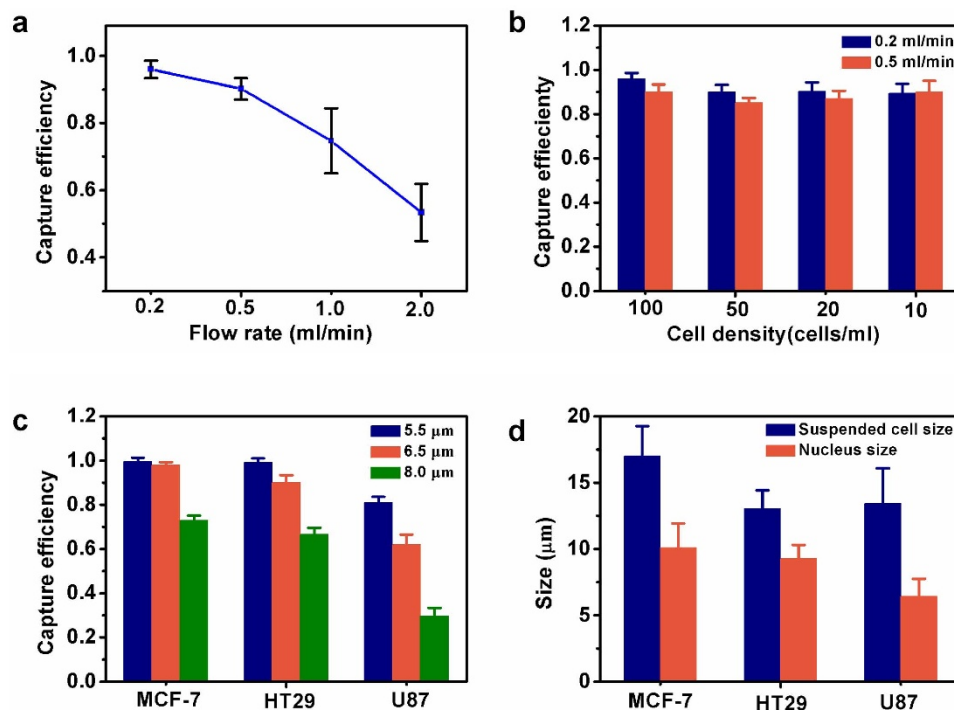 a
Capture efficiency
1.0
0.8
0.6
0.4
0.2 0.5 1.0 2.0
Flow rate (ml/min)
b
Capture effiecienty
1.2
1.0
0.8
0.6
0.4
0.2
0.0
0.2 ml/min
0.5 ml/min
100 50 20 10
Cell density(cells/ml)
c
Capture efficiency
1.2
1.0
0.8
0.6
0.4
0.2
0.0
5.5 μm
6.5 μm
8.0 μm
MCF-7 HT29 U87
d
Size (μm)
20
15
10
5
0
Suspended cell size
Nucleus size
MCF-7 HT29 U87